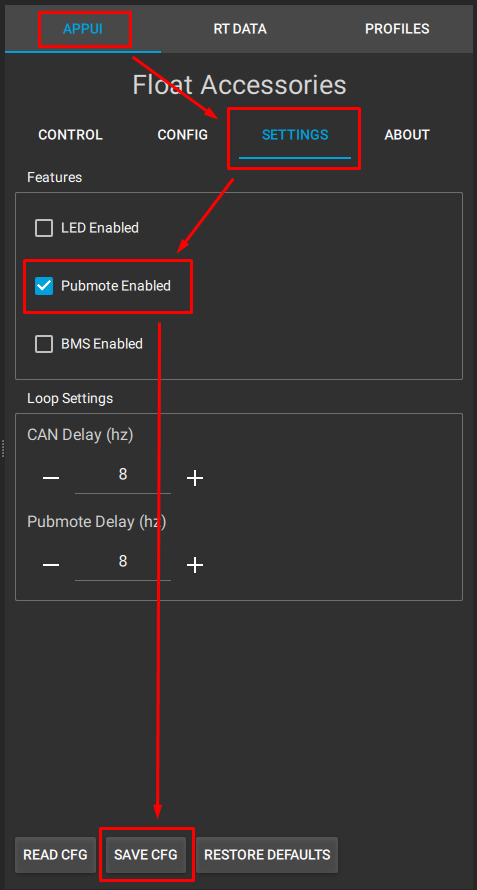 APPUI RT DATA PROFILES
Float Accessories
CONTROL CONFIG SETTINGS ABOUT
Features
LED Enabled
Pubmote Enabled
BMS Enabled
Loop Settings
CAN Delay (hz)
8
Pubmote Delay (hz)
8
READ CFG SAVE CFG RESTORE DEFAULTS